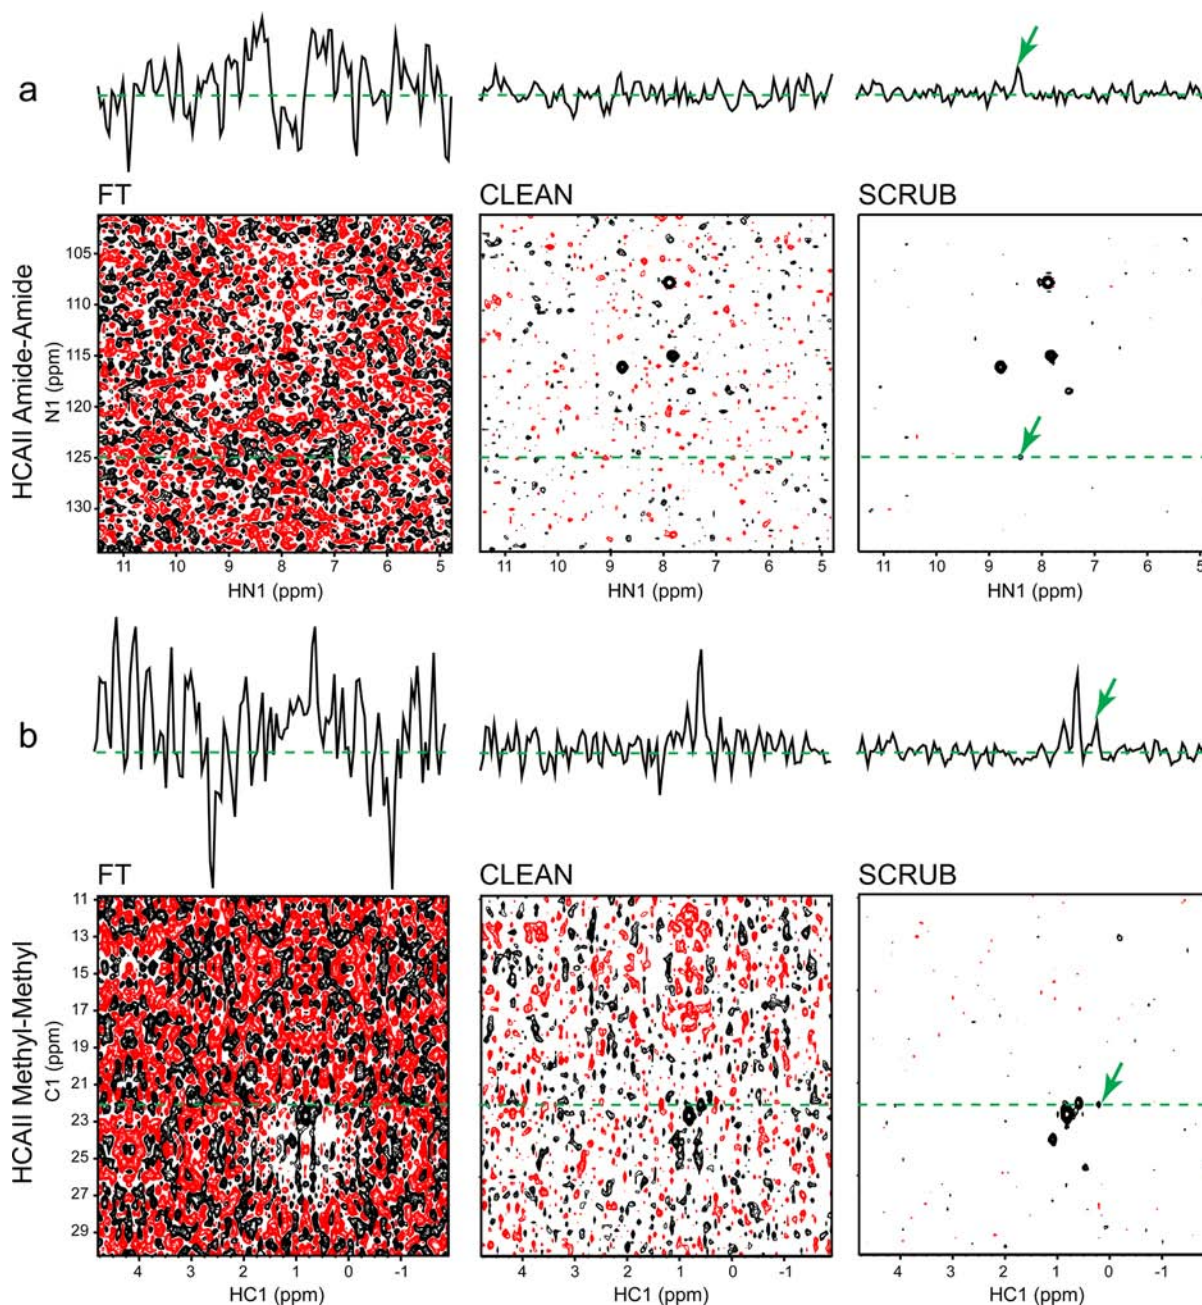 a
FT
CLEAN
SCRUB
HCAII Amide-Amide
N1 (ppm)
105
110
115
120
125
130
11 10 9 8 7 6 5
11 10 9 8 7 6 5
11 10 9 8 7 6 5
HN1 (ppm)
HN1 (ppm)
HN1 (ppm)
b
FT
CLEAN
SCRUB
HCAII Methyl-Methyl
C1 (ppm)
11
13
15
17
19
21
23
25
27
29
4 3 2 1 0 -1
4 3 2 1 0 -1
4 3 2 1 0 -1
HC1 (ppm)
HC1 (ppm)
HC1 (ppm)